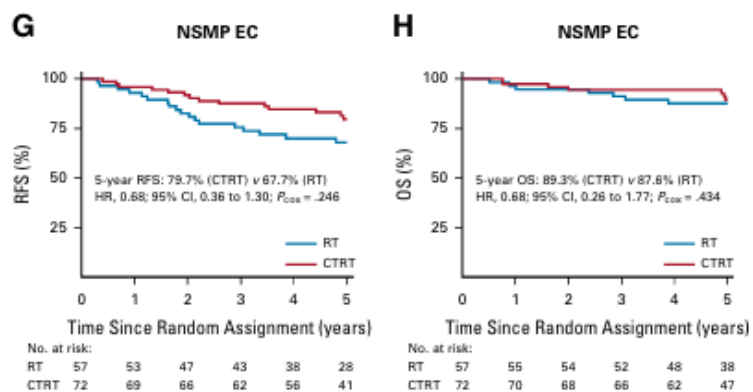 G
NSMP EC
100
75
50
25
RFS (%)
5-year RFS: 79.7% (CTRT) v 67.7% (RT)
HR, 0.68; 95% CI, 0.36 to 1.30; Pcox = .246
RT
CTRT
0 1 2 3 4 5
Time Since Random Assignment (years)
No. at risk:
RT 57 53 47 43 38 28
CTRT 72 69 66 62 56 41
H
NSMP EC
100
75
50
25
OS (%)
5-year OS: 89.3% (CTRT) v 87.6% (RT)
HR, 0.68; 95% CI, 0.26 to 1.77; Pcox = .434
RT
CTRT
0 1 2 3 4 5
Time Since Random Assignment (years)
No. at risk:
RT 57 55 54 52 48 38
CTRT 72 70 68 66 62 47